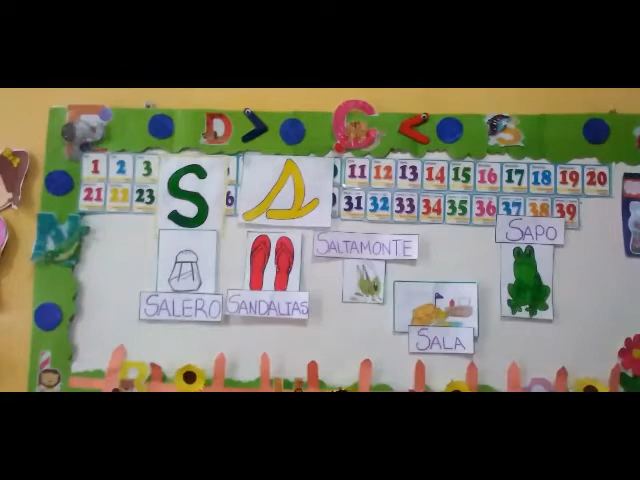 D > C <
1 2 3 11 12 13 14 15 16 17 18 19 20
21 22 23 31 32 33 34 35 36 37 38 39
S s
SALTAMONTE
SAPO
SALERO
SANDALIAS
SALA